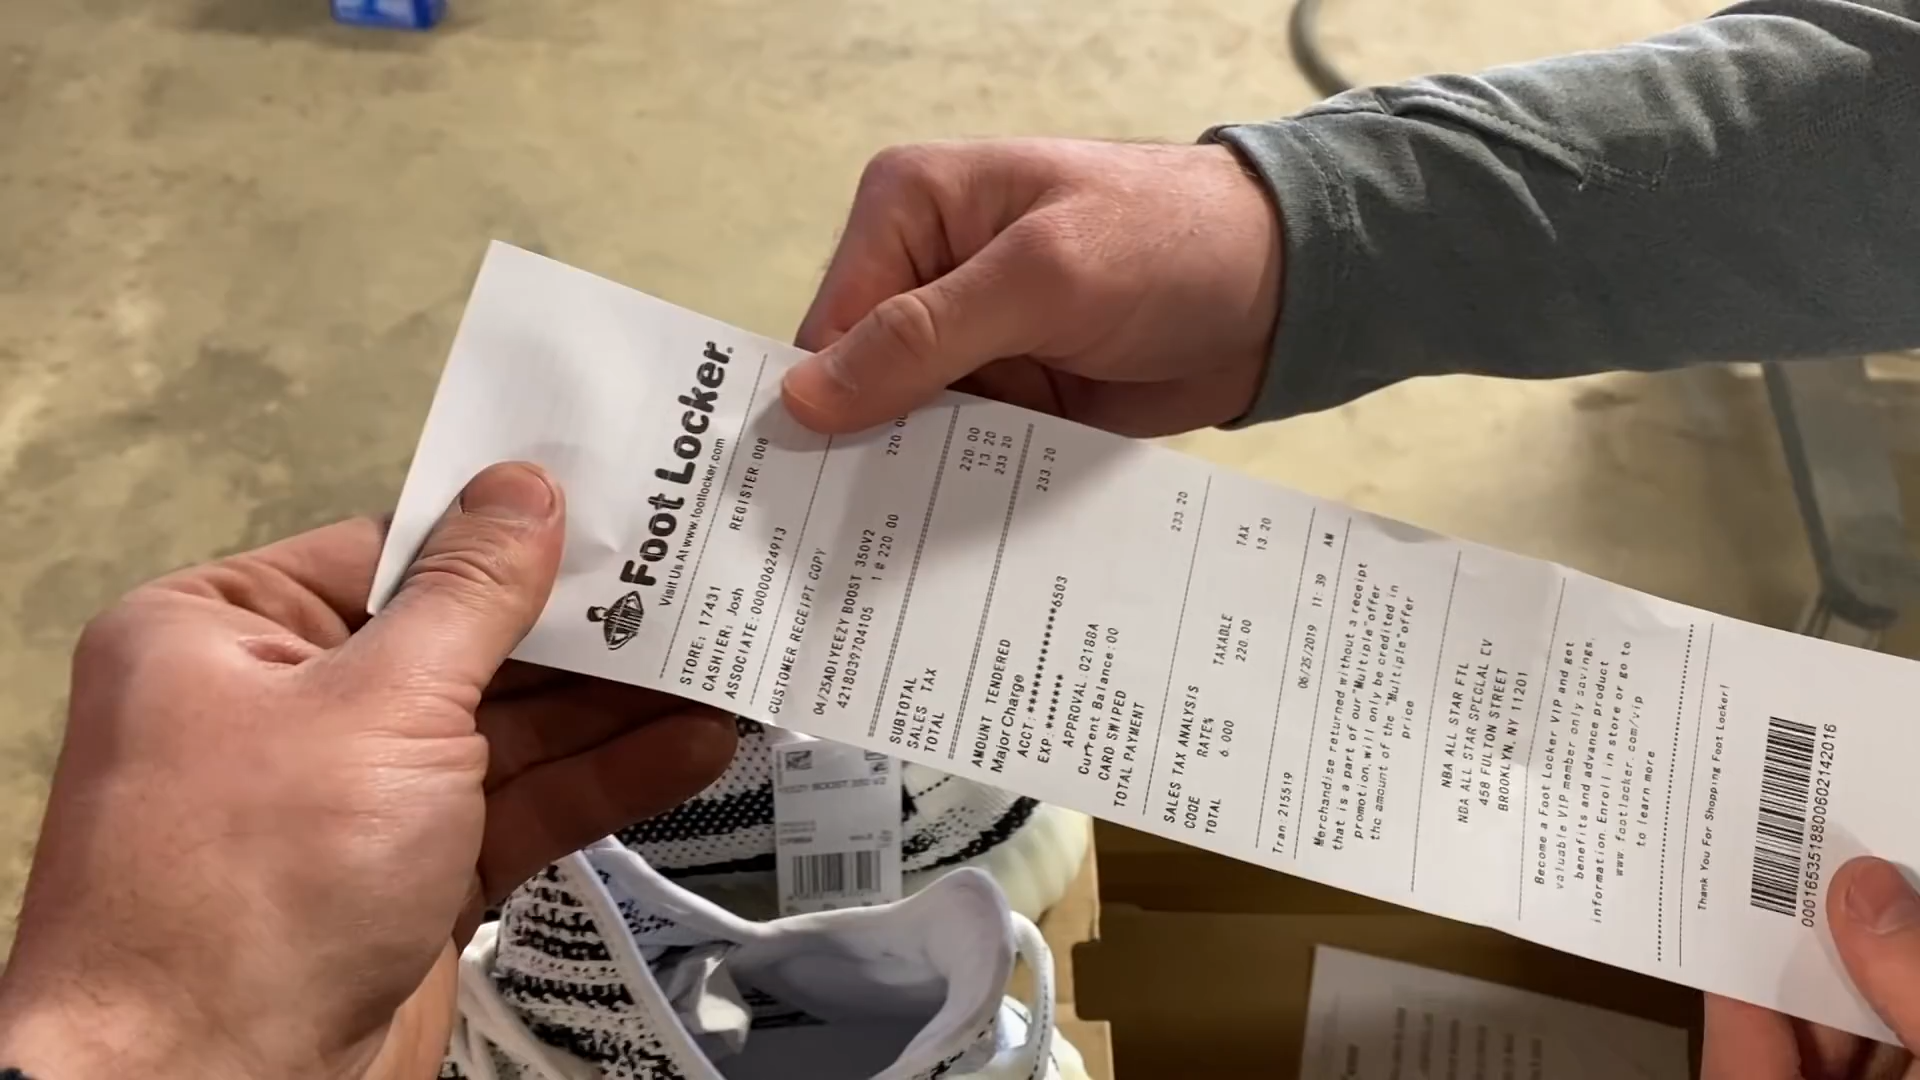 Foot Locker.
Visit Us At www.footlocker.com
STORE: 17431 REGISTER:008
CASHIER: Josh
ASSOCIATE:00000624913
CUSTOMER RECEIPT COPY
04/25ADIYEEZY BOOST 350V2
4218039704105 220 00
1 @ 220 00
SUBTOTAL 220.00
SALES TAX 13.20
TOTAL 233 20
AMOUNT TENDERED
Major Charge 233.20
ACCT:****************6503
EXP:*******
APPROVAL:02188A
Current Balance:00
CARD SWIPED
TOTAL PAYMENT 233 20
SALES TAX ANALYSIS
CODE RATE% TAXABLE TAX
TOTAL 6.000 220.00 13.20
Tran:215519 06/25/2019 11:39 AM
Merchandise returned without a receipt
that is a part of our"Multiple"offer
promotion, will only be credited in
the amount of the "Multiple"offer
price
NBA ALL STAR FTL
NBA ALL STAR SPECLAL CV
458 FULTON STREET
BROOKLYN, NY 11201
Become a Foot Locker VIP and get
valuable VIP member only savings,
benefits and advance product
information. Enroll in store or go to
www.footlocker.com/vip
to learn more
Thank You For Shopping Foot Locker!
0001653518800602142016
BOOST 350 V2